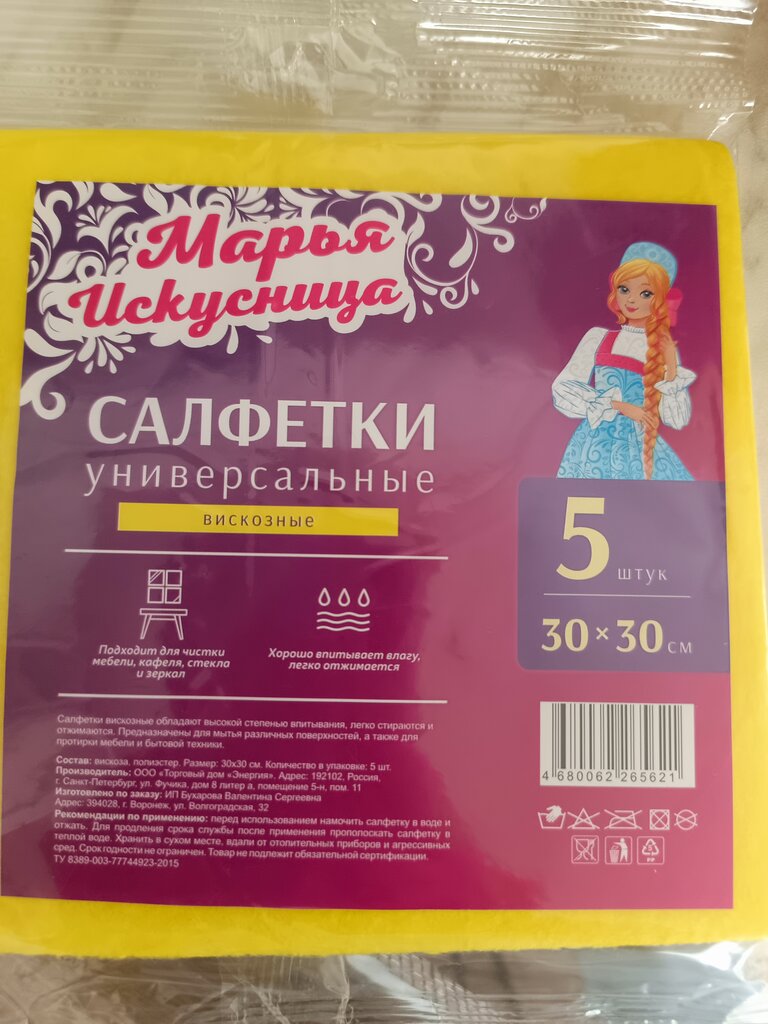 Марья
Искусница
САЛФЕТКИ
универсальные
вискозные
5
штук
30×30 см
Подходит для чистки
мебели, кафеля, стекла
и зеркал
Хорошо впитывает влагу,
легко отжимается
Салфетки вискозные обладают высокой степенью впитывания, легко стираются и
отжимаются. Предназначены для мытья различных поверхностей, а также для
протирки мебели и бытовой техники.
Состав: вискоза, полиэстер. Размер: 30x30 см. Количество в упаковке: 5 шт.
Производитель: ООО «Торговый дом «Энергия». Адрес: 192102, Россия,
г. Санкт-Петербург, ул. Фучика, дом 8 литер а, помещение 5-н, пом. 11
Изготовлено по заказу: ИП Бухарова Валентина Сергеевна
Адрес: 394028, г. Воронеж, ул. Волгоградская, 32
Рекомендации по применению: перед использованием намочить салфетку в воде и
отжать. Для продления срока службы после применения прополоскать салфетку в
теплой воде. Хранить в сухом месте, вдали от отопительных приборов и агрессивных
сред. Срок годности не ограничен. Товар не подлежит обязательной сертификации.
ТУ 8389-003-77744923-2015
4 680062 265621
PP